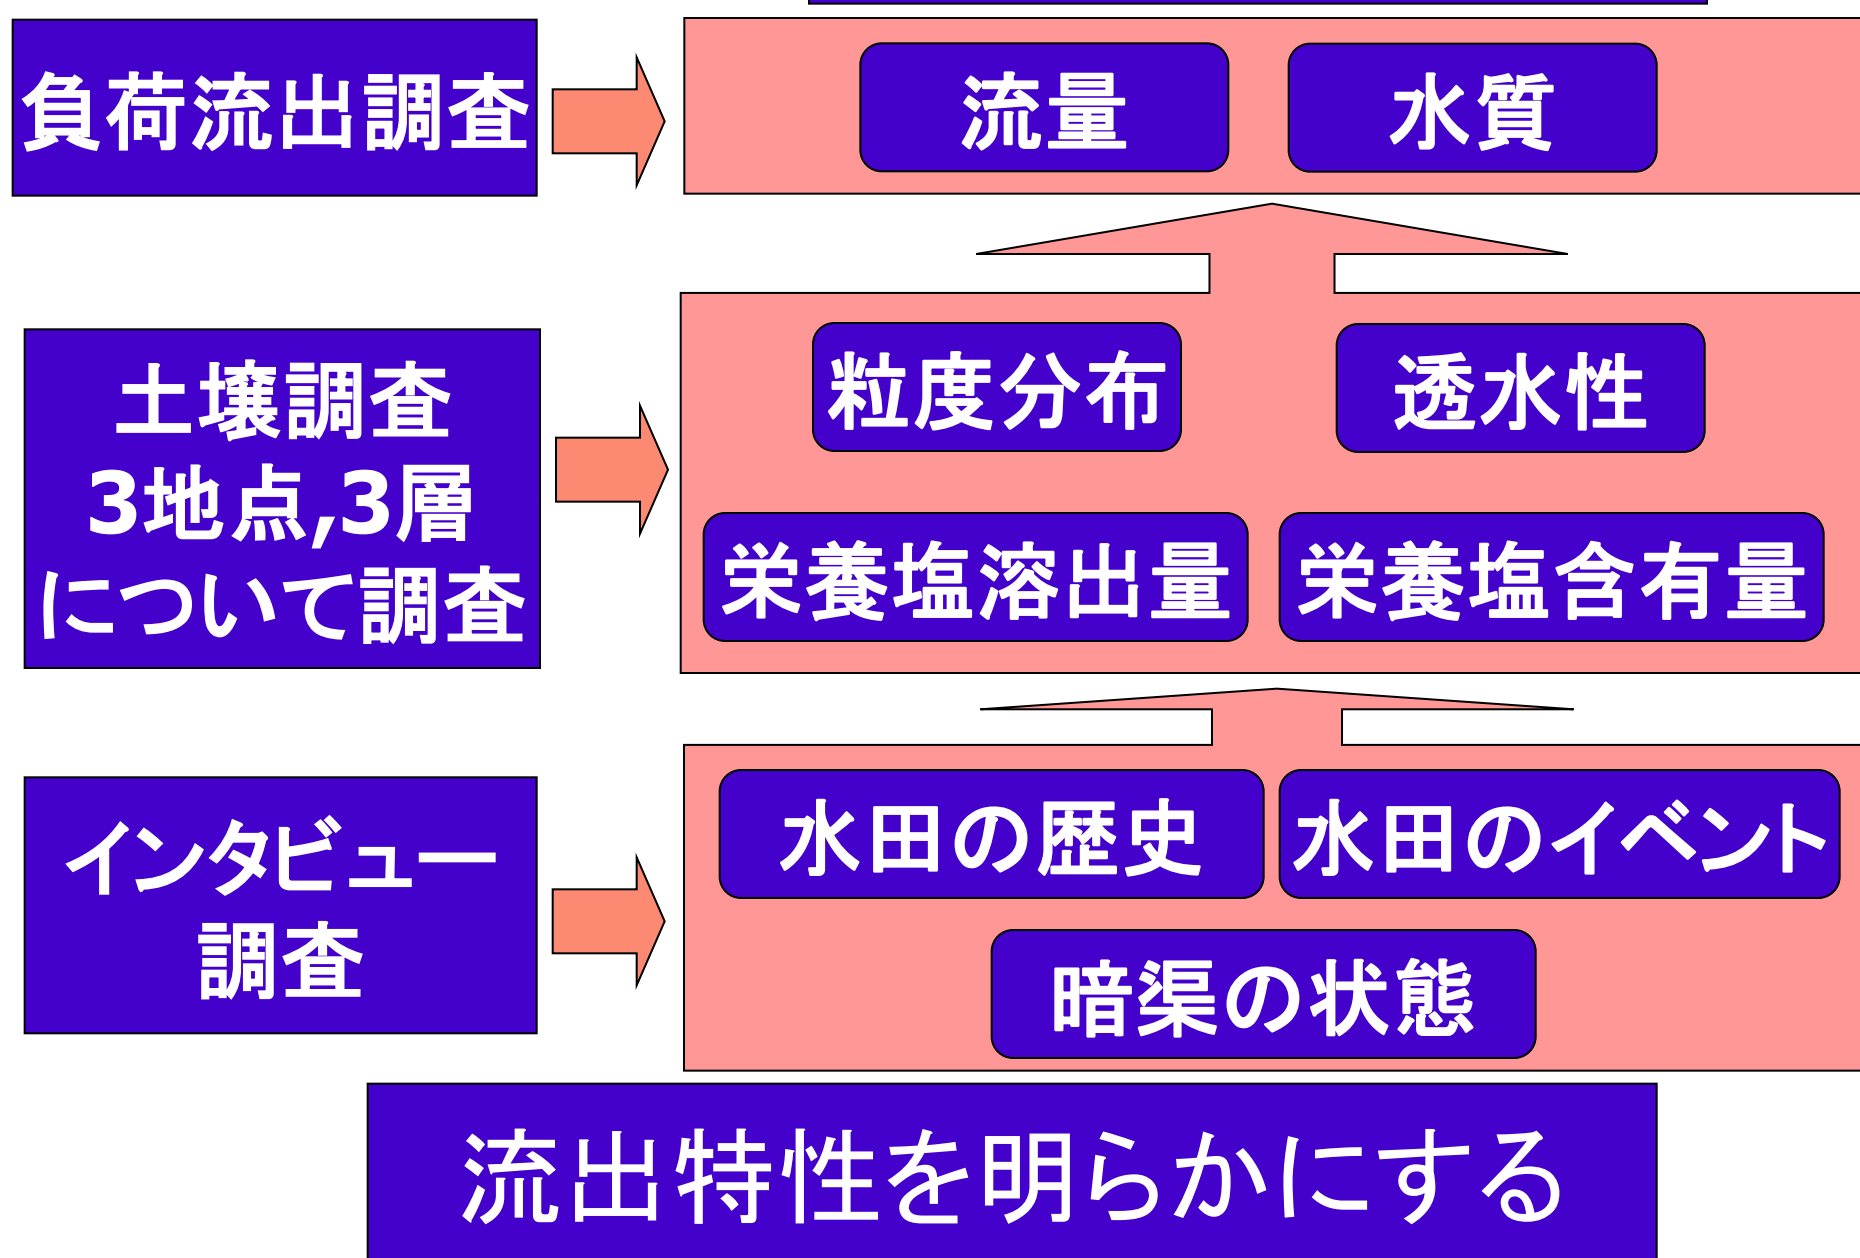 負荷流出調査
流量
水質
土壌調査
3地点,3層
について調査
粒度分布
透水性
栄養塩溶出量
栄養塩含有量
インタビュー
調査
水田の歴史
水田のイベント
暗渠の状態
流出特性を明らかにする